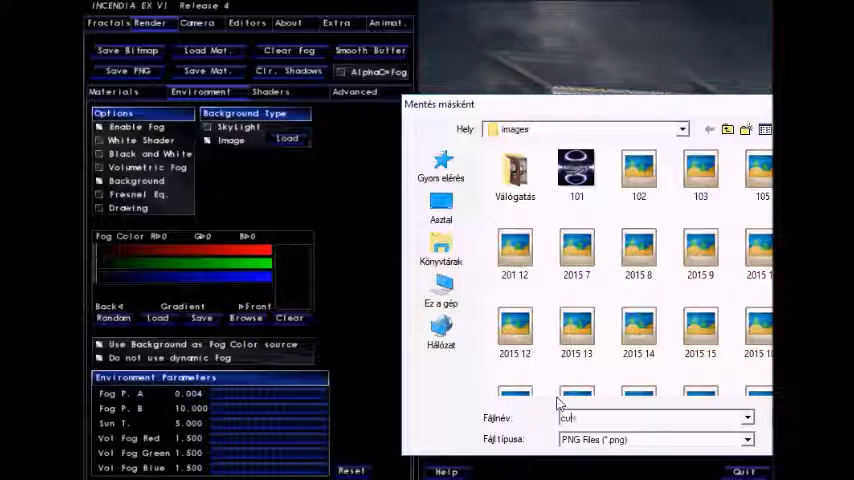 INCENDIA EX VI Release 4
Fractals Render Camera Editors About Extra Animat.
Save Bitmap Load Mat. Clear Fog Smooth Butter
Save PNG Save Mat. Clr. Shadows AlphaC=Fog
Materials Environment Shaders Advanced
Options
Enable Fog
White Shader
Black and White
Volumetric Fog
Background
Fresnel Eq.
Drawing
Background Type
SkyLight
Image Load
Fog Color R>0 G>0 B>0
Back< Gradient >Front
Random Load Save Browse Clear
Use Background as Fog Color source
Do not use dynamic Fog
Environment Parameters
Fog P. A 0.004
Fog P. B 10.000
Sun T. 5.000
Vol Fog Red 1.500
Vol Fog Green 1.500
Vol Fog Blue 1.500
Reset
Mentés másként
Hely: images
Gyors elérés
Asztal
Könyvtárak
Ez a gép
Hálózat
Válogatás 101 102 103 105
201 12 2015 7 2015 8 2015 9
2015 12 2015 13 2015 14 2015 15
Fájlnév:
Fájl típusa: PNG Files (*.png)
Help Quit